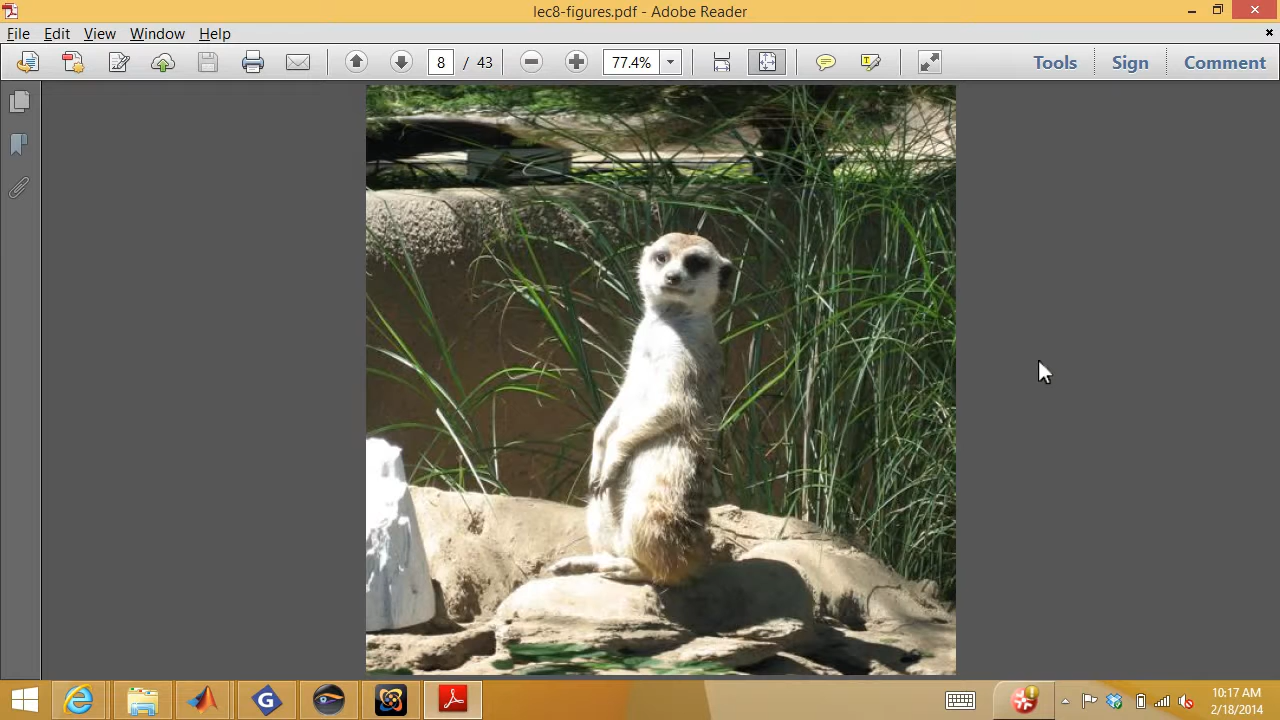 lec8-figures.pdf - Adobe Reader
File Edit View Window Help
8 / 43 77.4% Tools Sign Comment
10:17 AM
2/18/2014